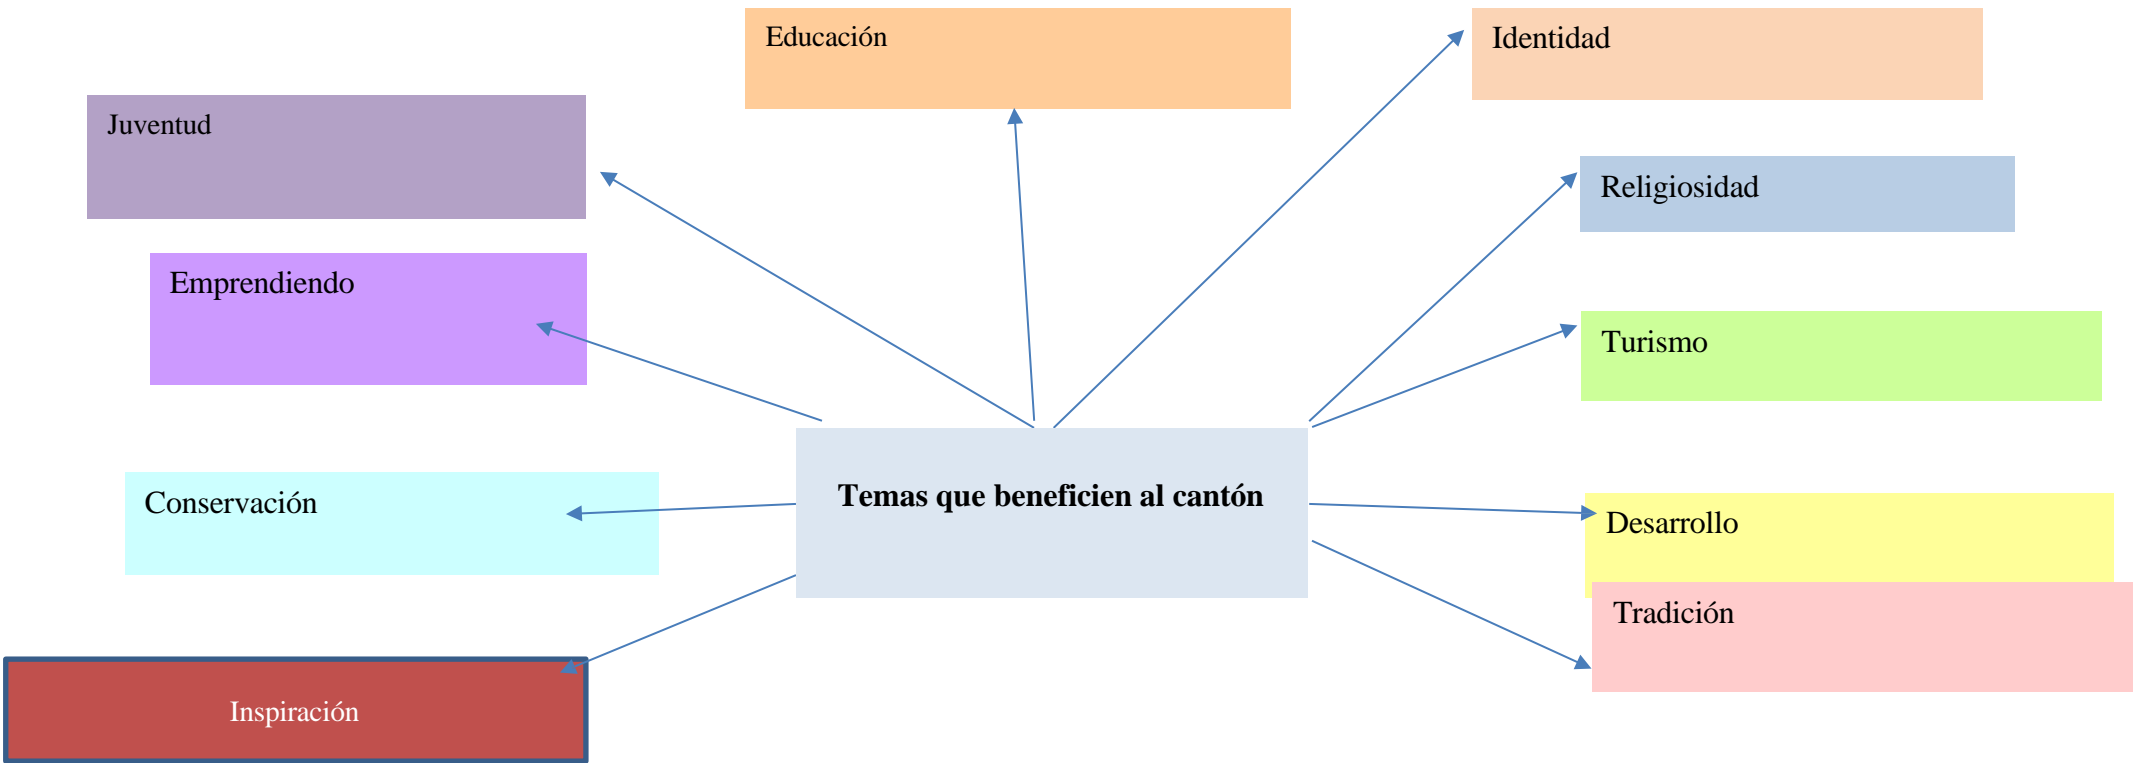 Educación
Identidad
Juventud
Religiosidad
Emprendiendo
Turismo
Temas que beneficien al cantón
Conservación
Desarrollo
Tradición
Inspiración